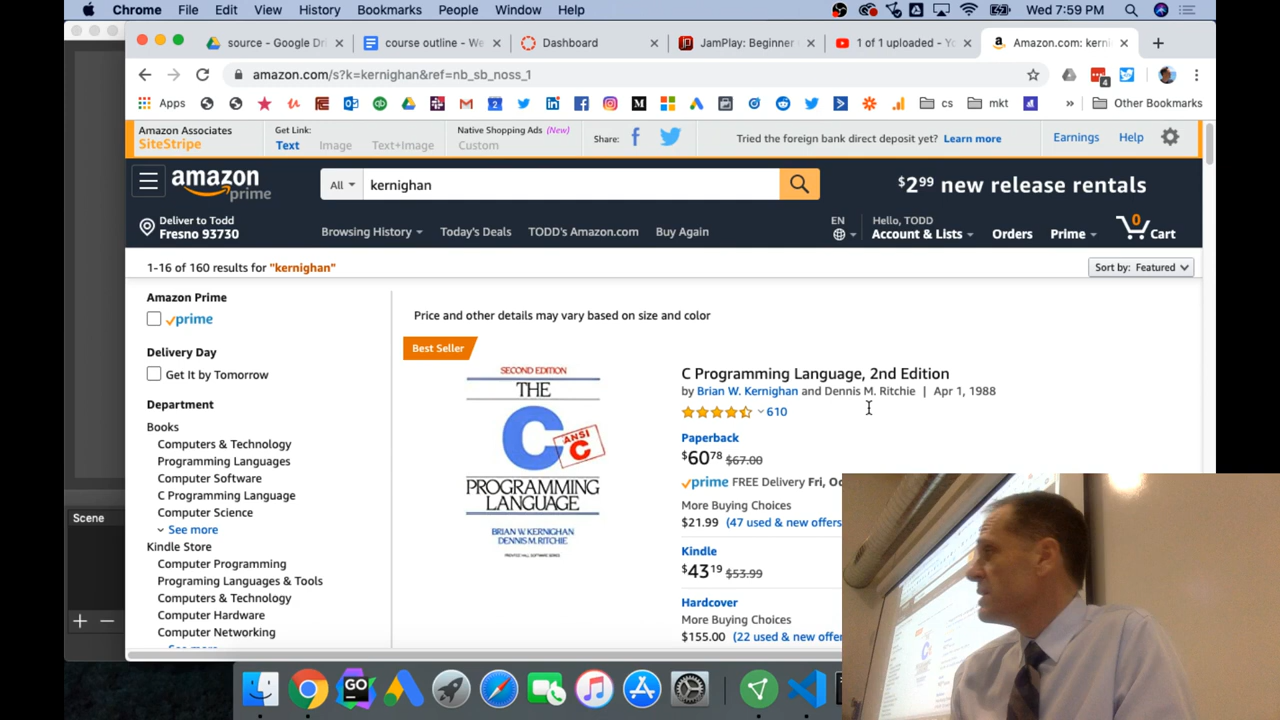 Chrome File Edit View History Bookmarks People Window Help Wed 7:59 PM
source - Google Dri course outline - We Dashboard JamPlay: Beginner 1 of 1 uploaded - Yo Amazon.com: kerni
amazon.com/s?k=kernighan&ref=nb_sb_noss_1
4
Apps cs mkt » Other Bookmarks
Amazon Associates
SiteStripe
Get Link:
Text Image Text+Image
Native Shopping Ads (New)
Custom
Share:
Tried the foreign bank direct deposit yet? Learn more
Earnings Help
amazon
prime
All kernighan
$2.99 new release rentals
Deliver to Todd
Fresno 93730
Browsing History Today's Deals TODD's Amazon.com Buy Again
EN
Hello, TODD
Account & Lists Orders Prime 0 Cart
1-16 of 160 results for "kernighan"
Sort by: Featured
Amazon Prime
prime
Delivery Day
Get It by Tomorrow
Department
Books
Computers & Technology
Programming Languages
Computer Software
C Programming Language
Computer Science
See more
Kindle Store
Computer Programming
Programing Languages & Tools
Computers & Technology
Computer Hardware
Computer Networking
Price and other details may vary based on size and color
Best Seller
SECOND EDITION
THE
C
ANSI
C
PROGRAMMING
LANGUAGE
BRIAN W. KERNIGHAN
DENNIS M. RITCHIE
C Programming Language, 2nd Edition
by Brian W. Kernighan and Dennis M. Ritchie | Apr 1, 1988
610
Paperback
$60.78 $67.00
prime FREE Delivery Fri, Oc
More Buying Choices
$21.99 (47 used & new offers
Kindle
$43.19 $53.99
Hardcover
More Buying Choices
$155.00 (22 used & new offer
Scene
GO